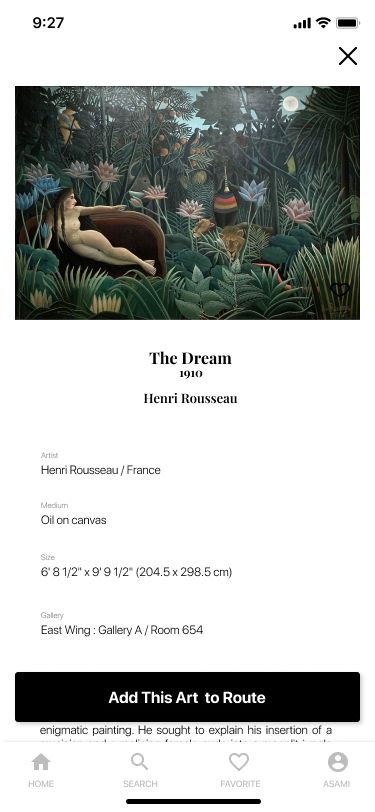 9:27
The Dream
1910
Henri Rousseau
Artist
Henri Rousseau / France
Medium
Oil on canvas
Size
6' 8 1/2" x 9' 9 1/2" (204.5 x 298.5 cm)
Gallery
East Wing : Gallery A / Room 654
Add This Art to Route
enigmatic painting. He sought to explain his insertion of a
HOME
SEARCH
FAVORITE
ASAMI